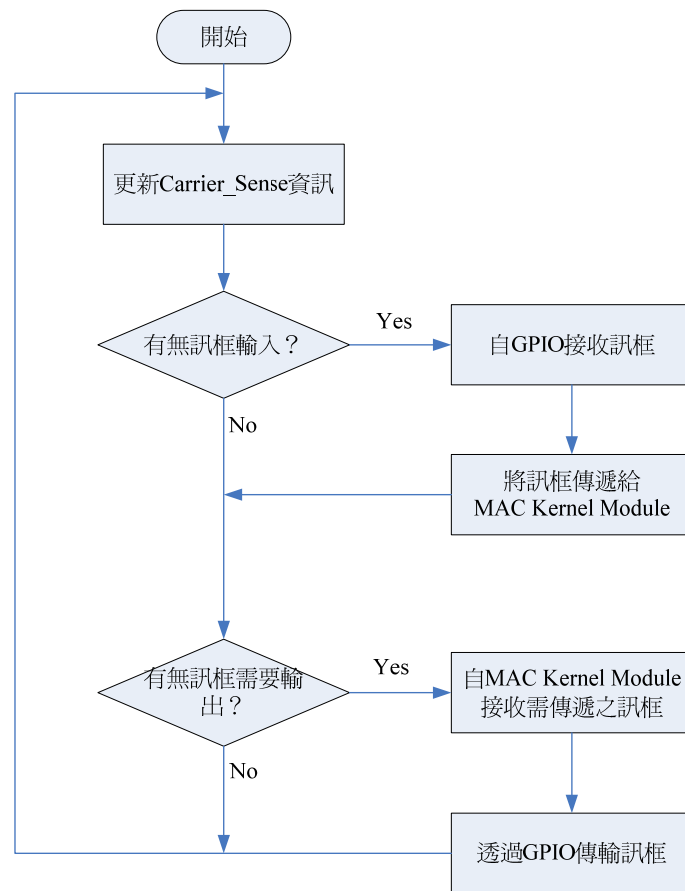 開始
更新Carrier_Sense資訊
有無訊框輸入？
Yes
自GPIO接收訊框
No
將訊框傳遞給
MAC Kernel Module
有無訊框需要輸
出？
Yes
自MAC Kernel Module
接收需傳遞之訊框
No
透過GPIO傳輸訊框